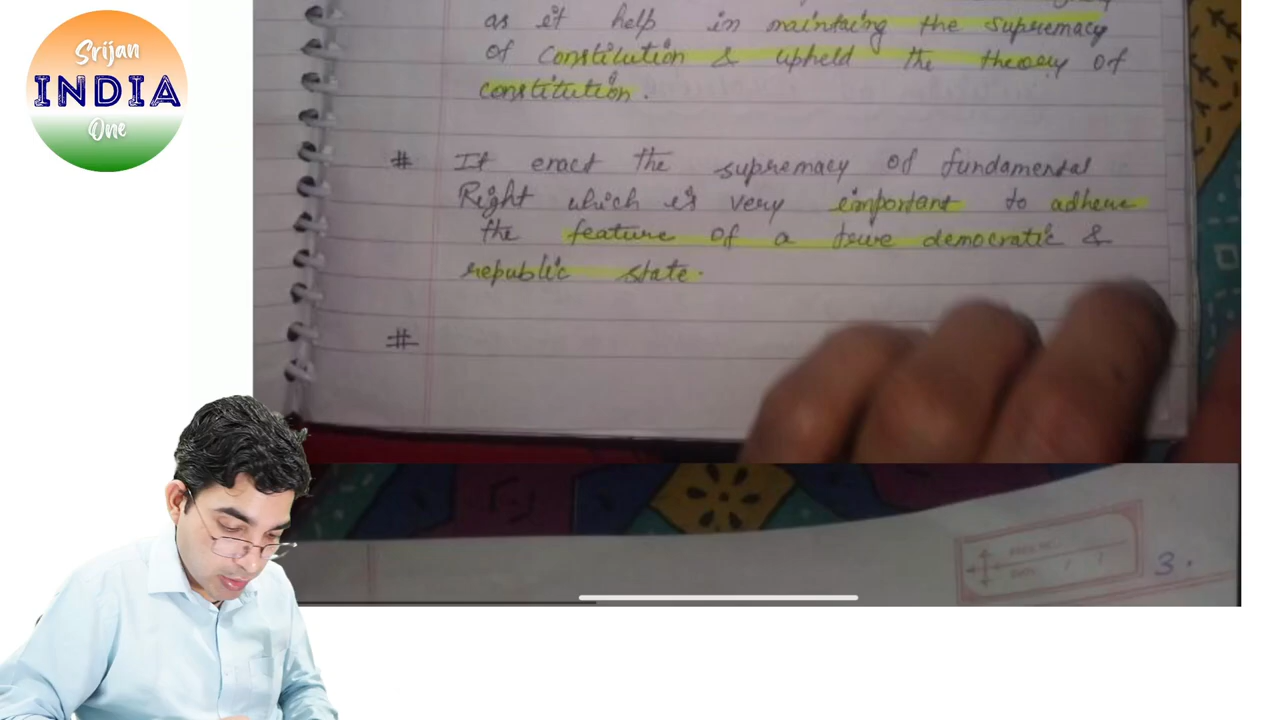 Srijan
INDIA
One
as it help in maintaing the supremacy
of Constitution & upheld the theory of
constitution.
# It eract the supremacy of fundamental
Right which is very important to adhere
the feature of a true democratic &
republic state.
#
3.